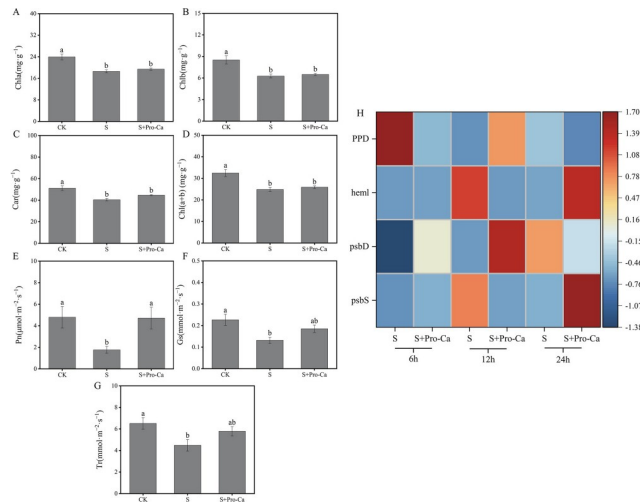 A
Chla(mg·g⁻¹)
40
32
24
16
8
0
a
b
b
CK
S
S+Pro-Ca
B
Chlb(mg·g⁻¹)
15
12
9
6
3
0
a
b
b
CK
S
S+Pro-Ca
C
Car(mg·g⁻¹)
100
80
60
40
20
0
a
b
b
CK
S
S+Pro-Ca
D
Chl(a+b) (mg·g⁻¹)
50
40
30
20
10
0
a
b
b
CK
S
S+Pro-Ca
E
Pn(μmol·m⁻²·s⁻¹)
8
6
4
2
0
a
b
a
CK
S
S+Pro-Ca
F
Gs(mmol·m⁻²·s⁻¹)
0.5
0.4
0.3
0.2
0.1
0.0
a
b
ab
CK
S
S+Pro-Ca
G
Tr(mmol·m⁻²·s⁻¹)
10
8
6
4
2
0
a
b
ab
CK
S
S+Pro-Ca
H
PPD
hemI
psbD
psbS
S S+Pro-Ca S S+Pro-Ca S S+Pro-Ca
6h 12h 24h
1.70
1.39
1.08
0.78
0.47
0.16
-0.15
-0.46
-0.76
-1.07
-1.38